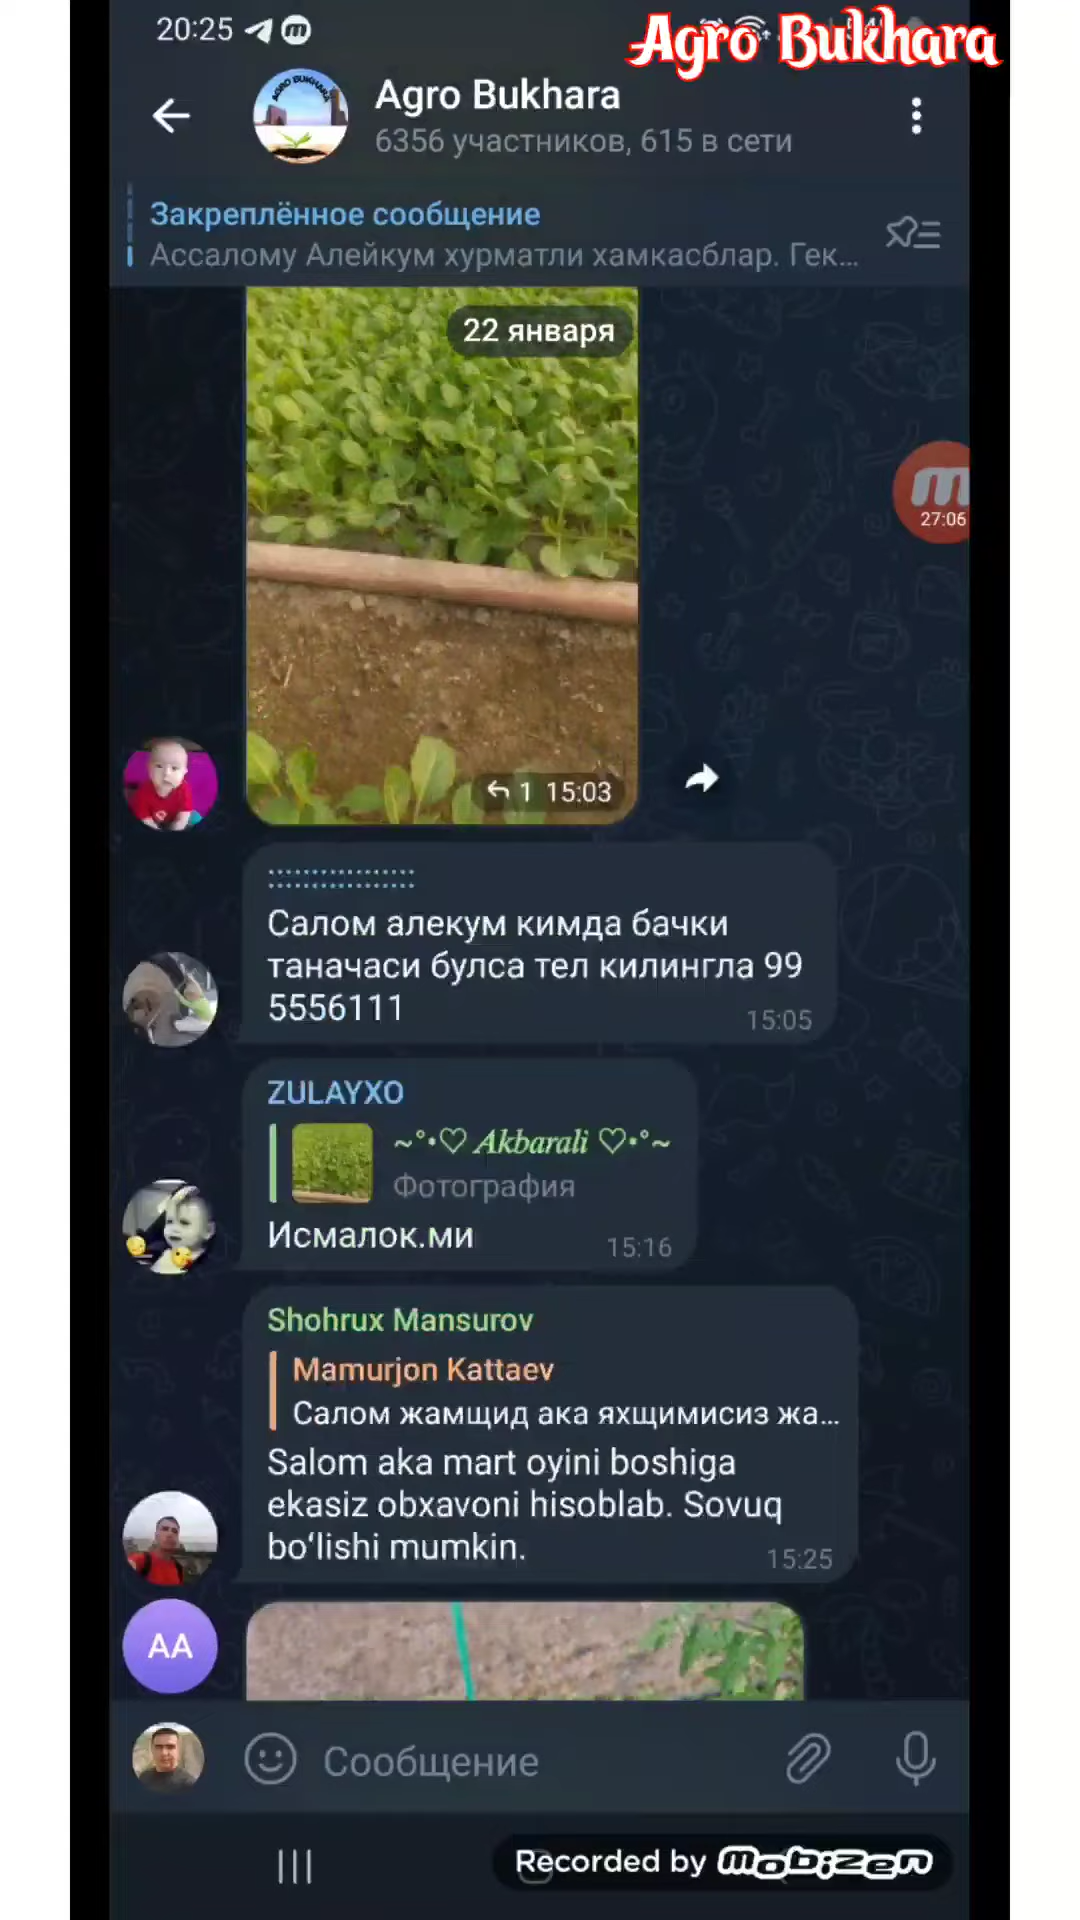 20:25
Agro Bukhara
Agro Bukhara
6356 участников, 615 в сети
Закреплённое сообщение
Ассалому Алейкум хурматли хамкасблар. Гек...
22 января
27:06
1 15:03
Салом алекум кимда бачки
таначаси булса тел килингла 99
5556111
15:05
ZULAYXO
~°•♡ Akbarali ♡•°~
Фотография
Исмалок.ми
15:16
Shohrux Mansurov
Mamurjon Kattaev
Салом жамщид ака яхщимисиз жа...
Salom aka mart oyini boshiga
ekasiz obxavoni hisoblab. Sovuq
bo‘lishi mumkin.
15:25
AA
Сообщение
Recorded by mobizen